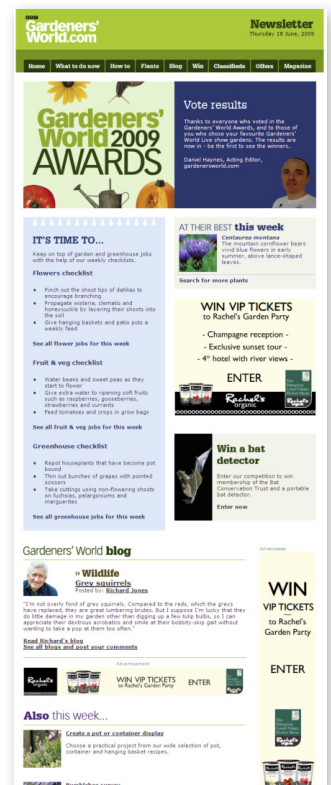 BBC
Gardeners'
World.com
Newsletter
Thursday 18 June, 2009
Home What to do now How to Plants Blog Win Classifieds Offers Magazine
Gardeners'
World 2009
AWARDS
Vote results
Thanks to everyone who voted in the
Gardeners' World Awards, and to those of
you who chose your favourite Gardeners'
World Live show gardens. The results are
now in - be the first to see the winners.
Daniel Haynes, Acting Editor,
gardenersworld.com
IT'S TIME TO...
Keep on top of garden and greenhouse jobs
with the help of our weekly checklists.
Flowers checklist
• Pinch out the shoot tips of dahlias to
encourage branching
• Propagate wisteria, clematis and
honeysuckle by layering their shoots into
the soil
• Give hanging baskets and patio pots a
weekly feed
See all flower jobs for this week
Fruit & veg checklist
• Water beans and sweet peas as they
start to flower
• Give extra water to ripening soft fruits
such as raspberries, gooseberries,
strawberries and currants
• Feed tomatoes and crops in grow bags
See all fruit & veg jobs for this week
Greenhouse checklist
• Repot houseplants that have become pot
bound
• Thin out bunches of grapes with pointed
scissors
• Take cuttings using non-flowering shoots
on fuchsias, pelargoniums and
marguerites
See all greenhouse jobs for this week
AT THEIR BEST this week
Centaurea montana
The mountain cornflower bears
vivid blue flowers in early
summer, above lance-shaped
leaves.
Search for more plants
WIN VIP TICKETS
to Rachel's Garden Party
- Champagne reception -
- Exclusive sunset tour -
- 4* hotel with river views -
ENTER
Rachel's
organic
Win a bat
detector
Enter our competition to win
membership of the Bat
Conservation Trust and a portable
bat detector.
Enter now
Gardeners' World blog
» Wildlife
Grey squirrels
Posted by: Richard Jones
"I'm not overly fond of grey squirrels. Compared to the reds, which the greys
have replaced, they are great lumbering brutes. But I suppose I'm lucky that they
do little damage in my garden other than digging up a few tulip bulbs, so I can
appreciate their dextrous acrobatics and smile at their bobbity-skip gait without
wanting to take a pop at them too often."
Read Richard's blog
See all blogs and post your comments
Advertisement
Rachel's
organic
WIN VIP TICKETS
to Rachel's Garden Party
ENTER
Also this week...
Create a pot or container display
Choose a practical project from our wide selection of pot,
container and hanging basket recipes.
Advertisement
WIN
VIP TICKETS
to Rachel's
Garden Party
ENTER